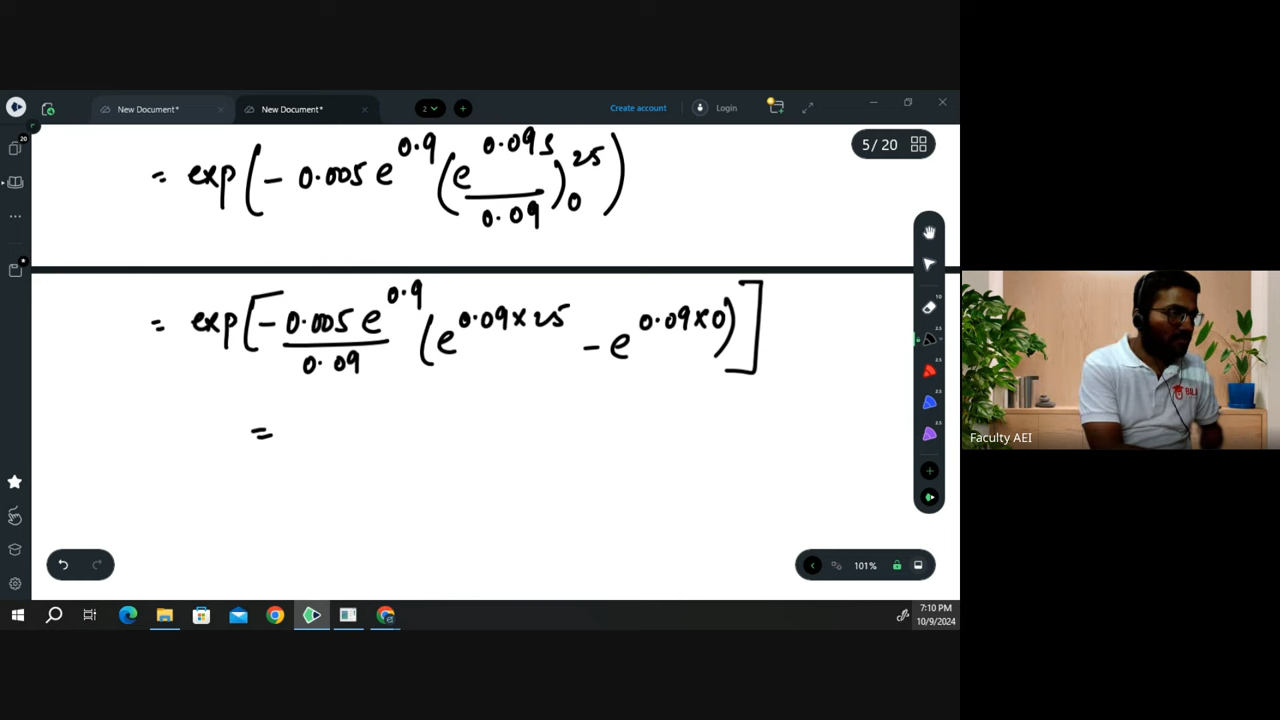 New Document*
New Document*
2
Create account
Login
5 / 20
20
= exp(- 0.005 e^0.9 (e^0.09s / 0.09)_0^25)
= exp[- 0.005 e^0.9 / 0.09 (e^0.09×25 - e^0.09×0)]
=
Faculty AEI
101%
7:10 PM
10/9/2024